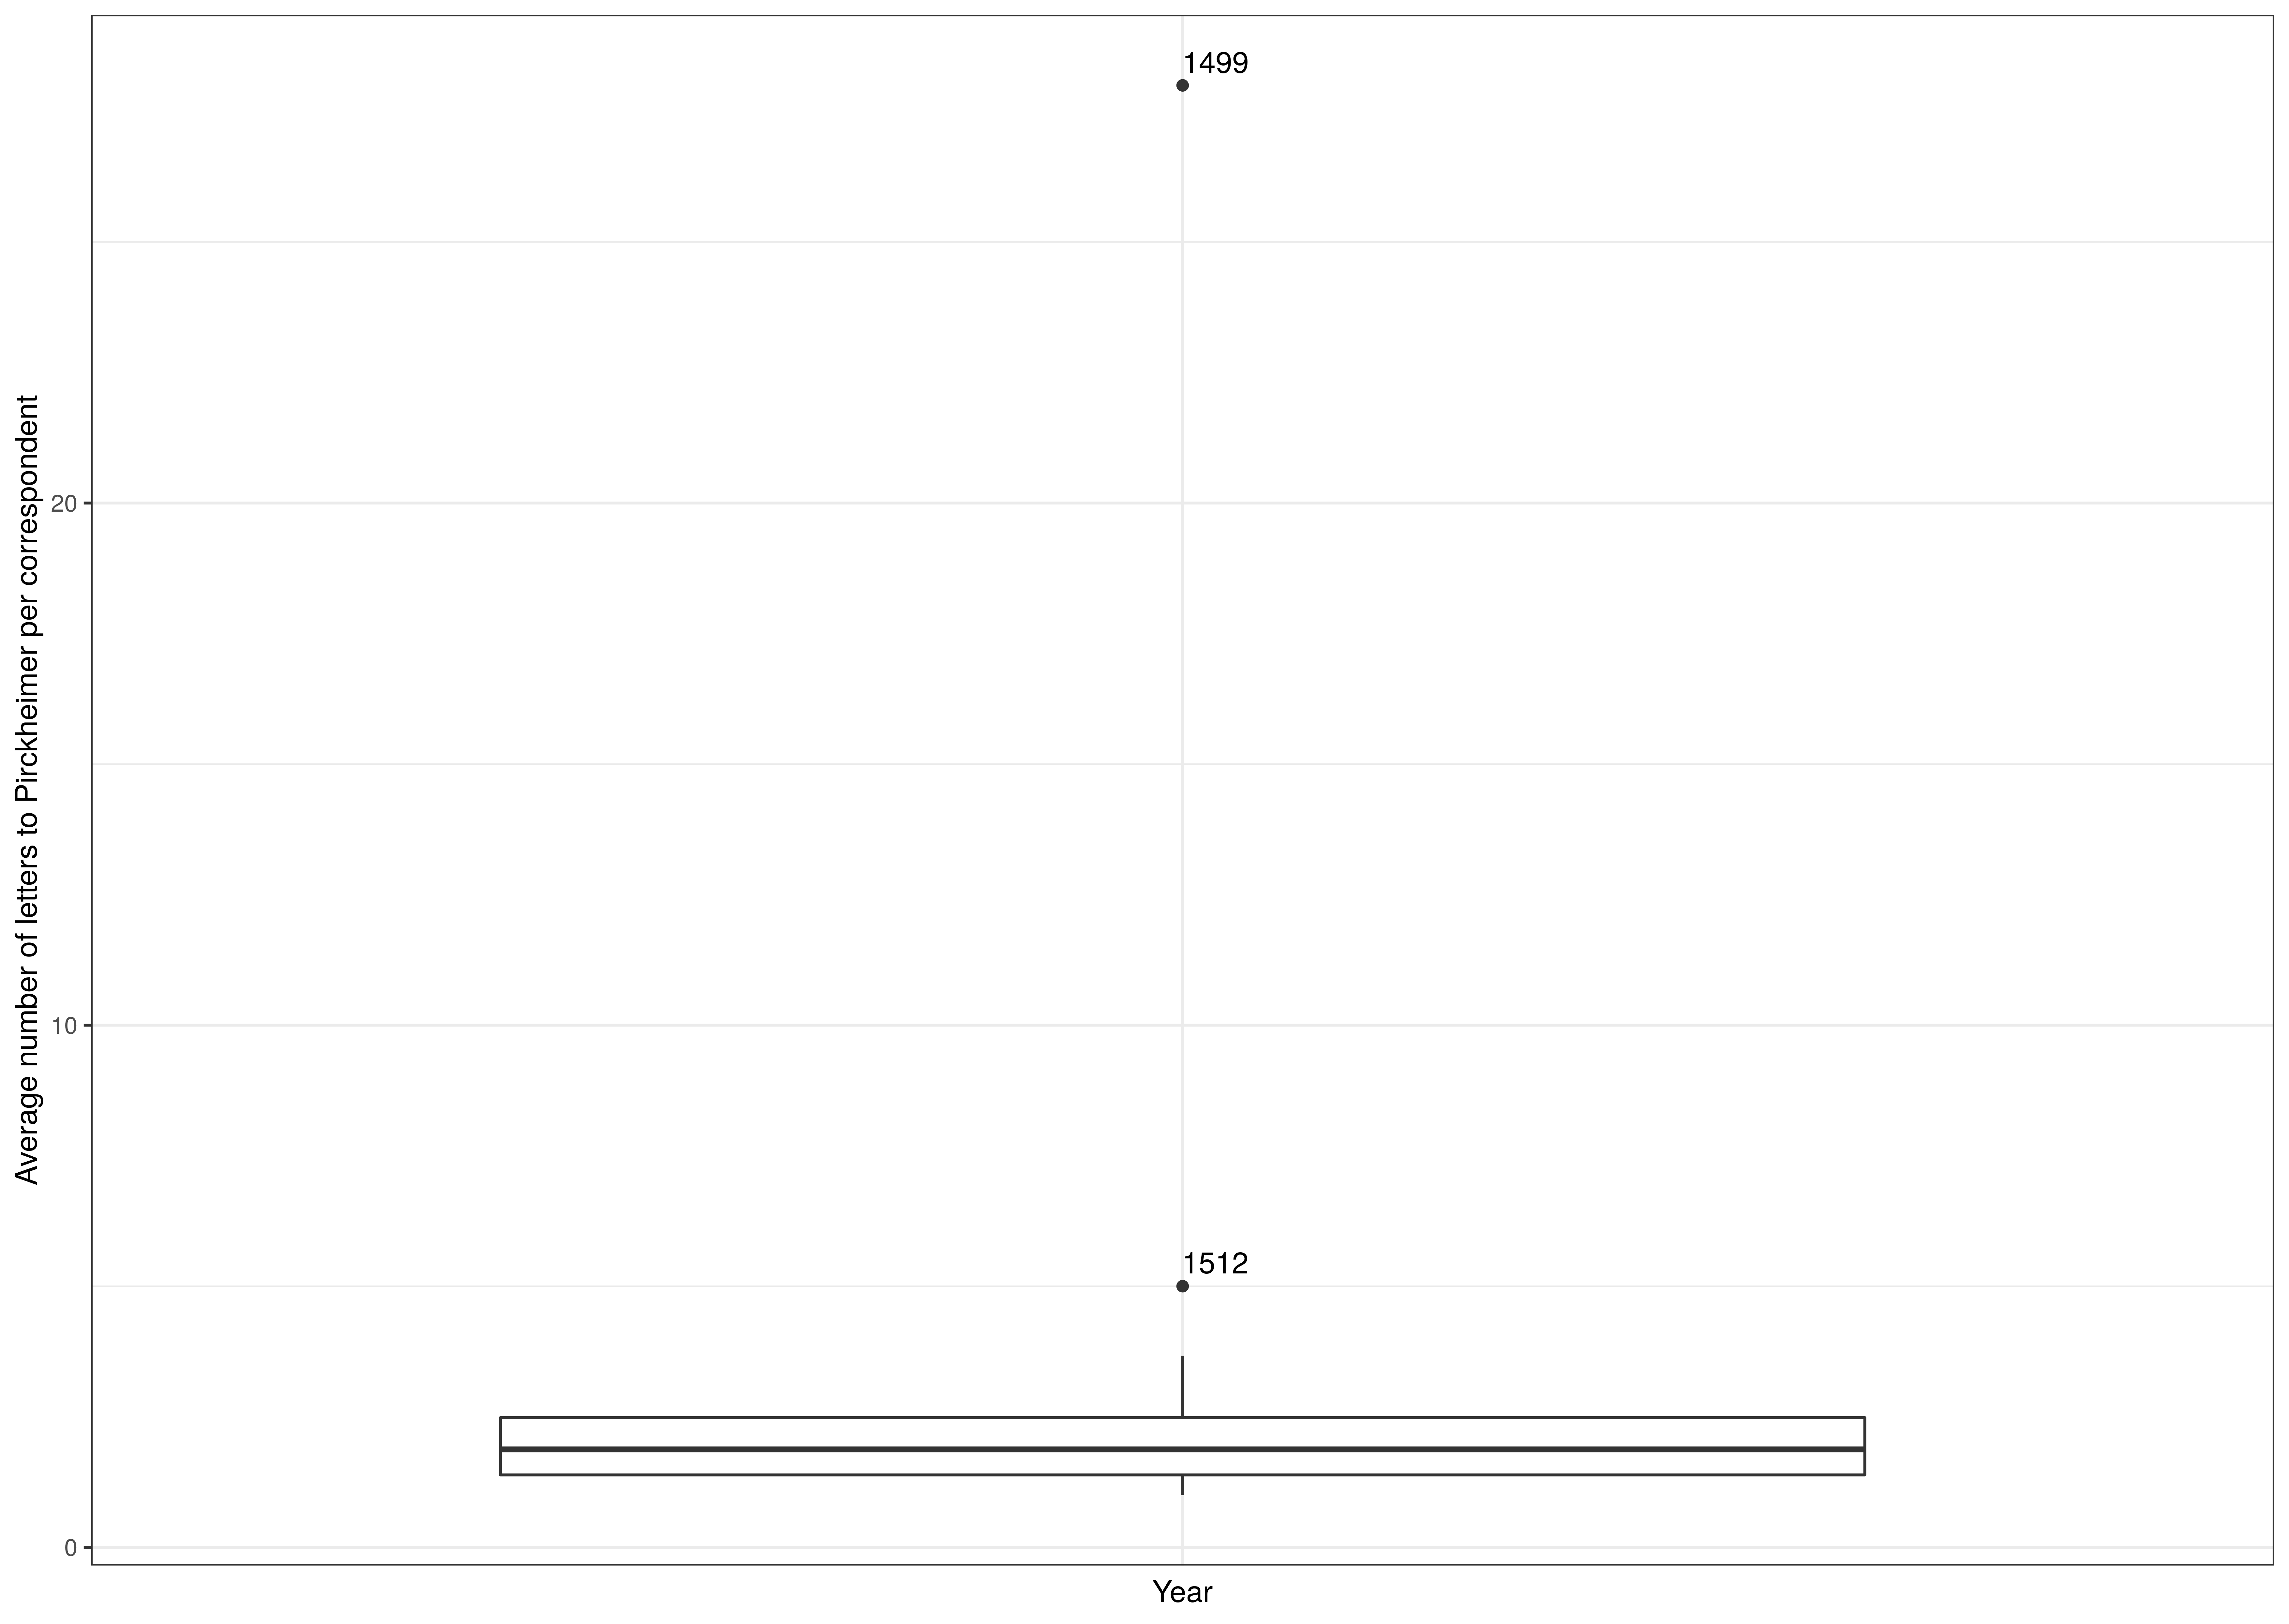 1499
20
10
1512
0
Average number of letters to Pirckheimer per correspondent
Year